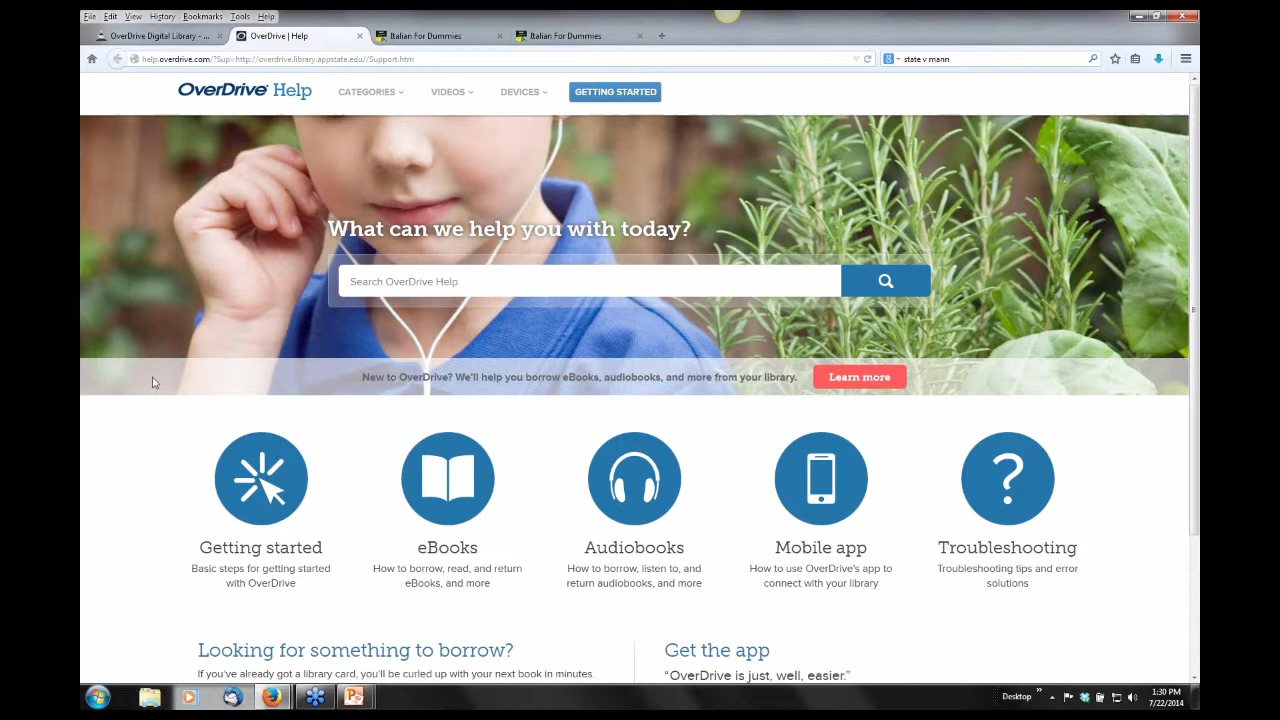 File Edit View History Bookmarks Tools Help
OverDrive Digital Library - ... × OverDrive | Help × Italian For Dummies × Italian For Dummies × +
help.overdrive.com/?Sup=http://overdrive.library.appstate.edu//Support.htm state v mann
OverDrive Help CATEGORIES VIDEOS DEVICES GETTING STARTED
What can we help you with today?
Search OverDrive Help
New to OverDrive? We'll help you borrow eBooks, audiobooks, and more from your library. Learn more
Getting started eBooks Audiobooks Mobile app Troubleshooting
Basic steps for getting started How to borrow, read, and return How to borrow, listen to, and How to use OverDrive's app to Troubleshooting tips and error
with OverDrive eBooks, and more return audiobooks, and more connect with your library solutions
Looking for something to borrow? Get the app
If you've already got a library card, you'll be curled up with your next book in minutes. “OverDrive is just, well, easier.”
Desktop » 1:30 PM
7/22/2014